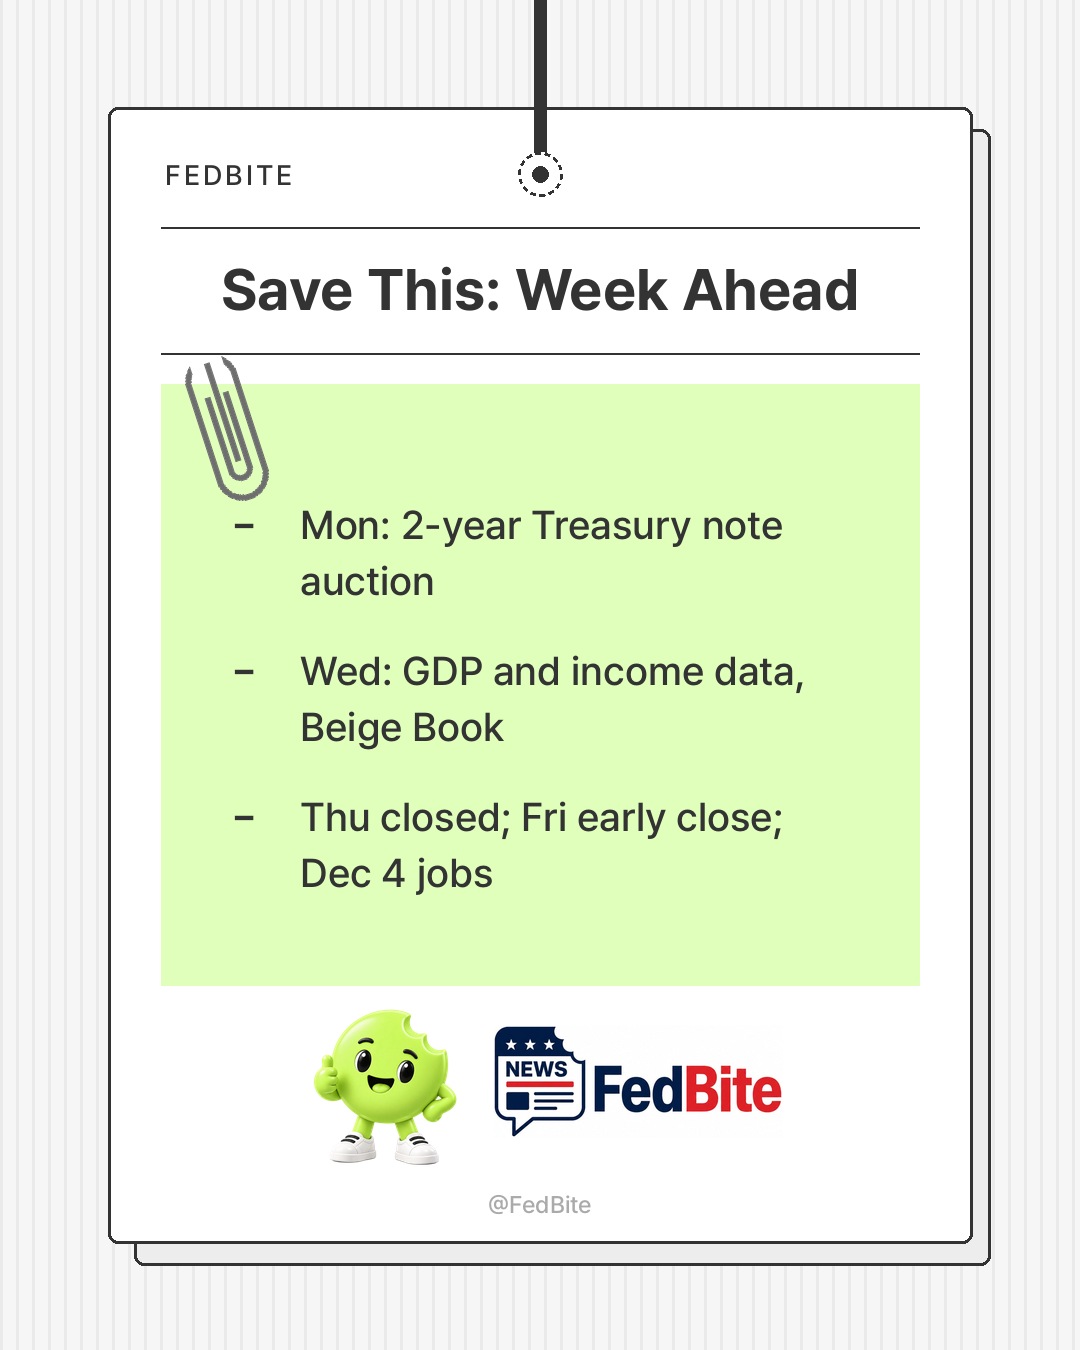 FEDBITE
Save This: Week Ahead
– Mon: 2-year Treasury note
auction
– Wed: GDP and income data,
Beige Book
– Thu closed; Fri early close;
Dec 4 jobs
NEWS
FedBite
@FedBite